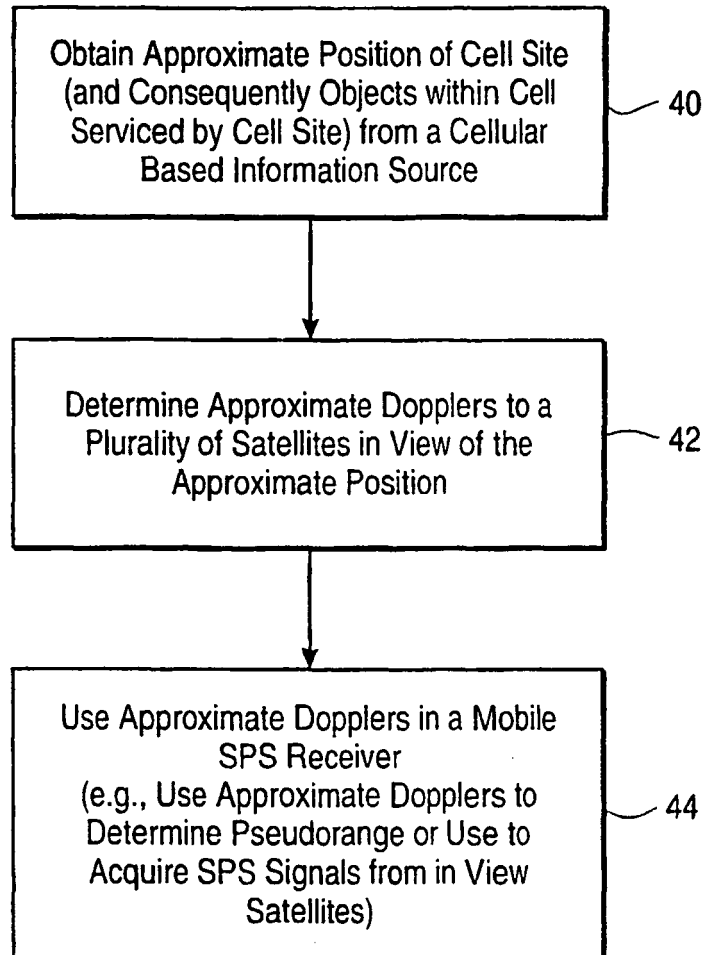 Obtain Approximate Position of Cell Site
(and Consequently Objects within Cell
Serviced by Cell Site) from a Cellular
Based Information Source
40
Determine Approximate Dopplers to a
Plurality of Satellites in View of the
Approximate Position
42
Use Approximate Dopplers in a Mobile
SPS Receiver
(e.g., Use Approximate Dopplers to
Determine Pseudorange or Use to
Acquire SPS Signals from in View
Satellites)
44